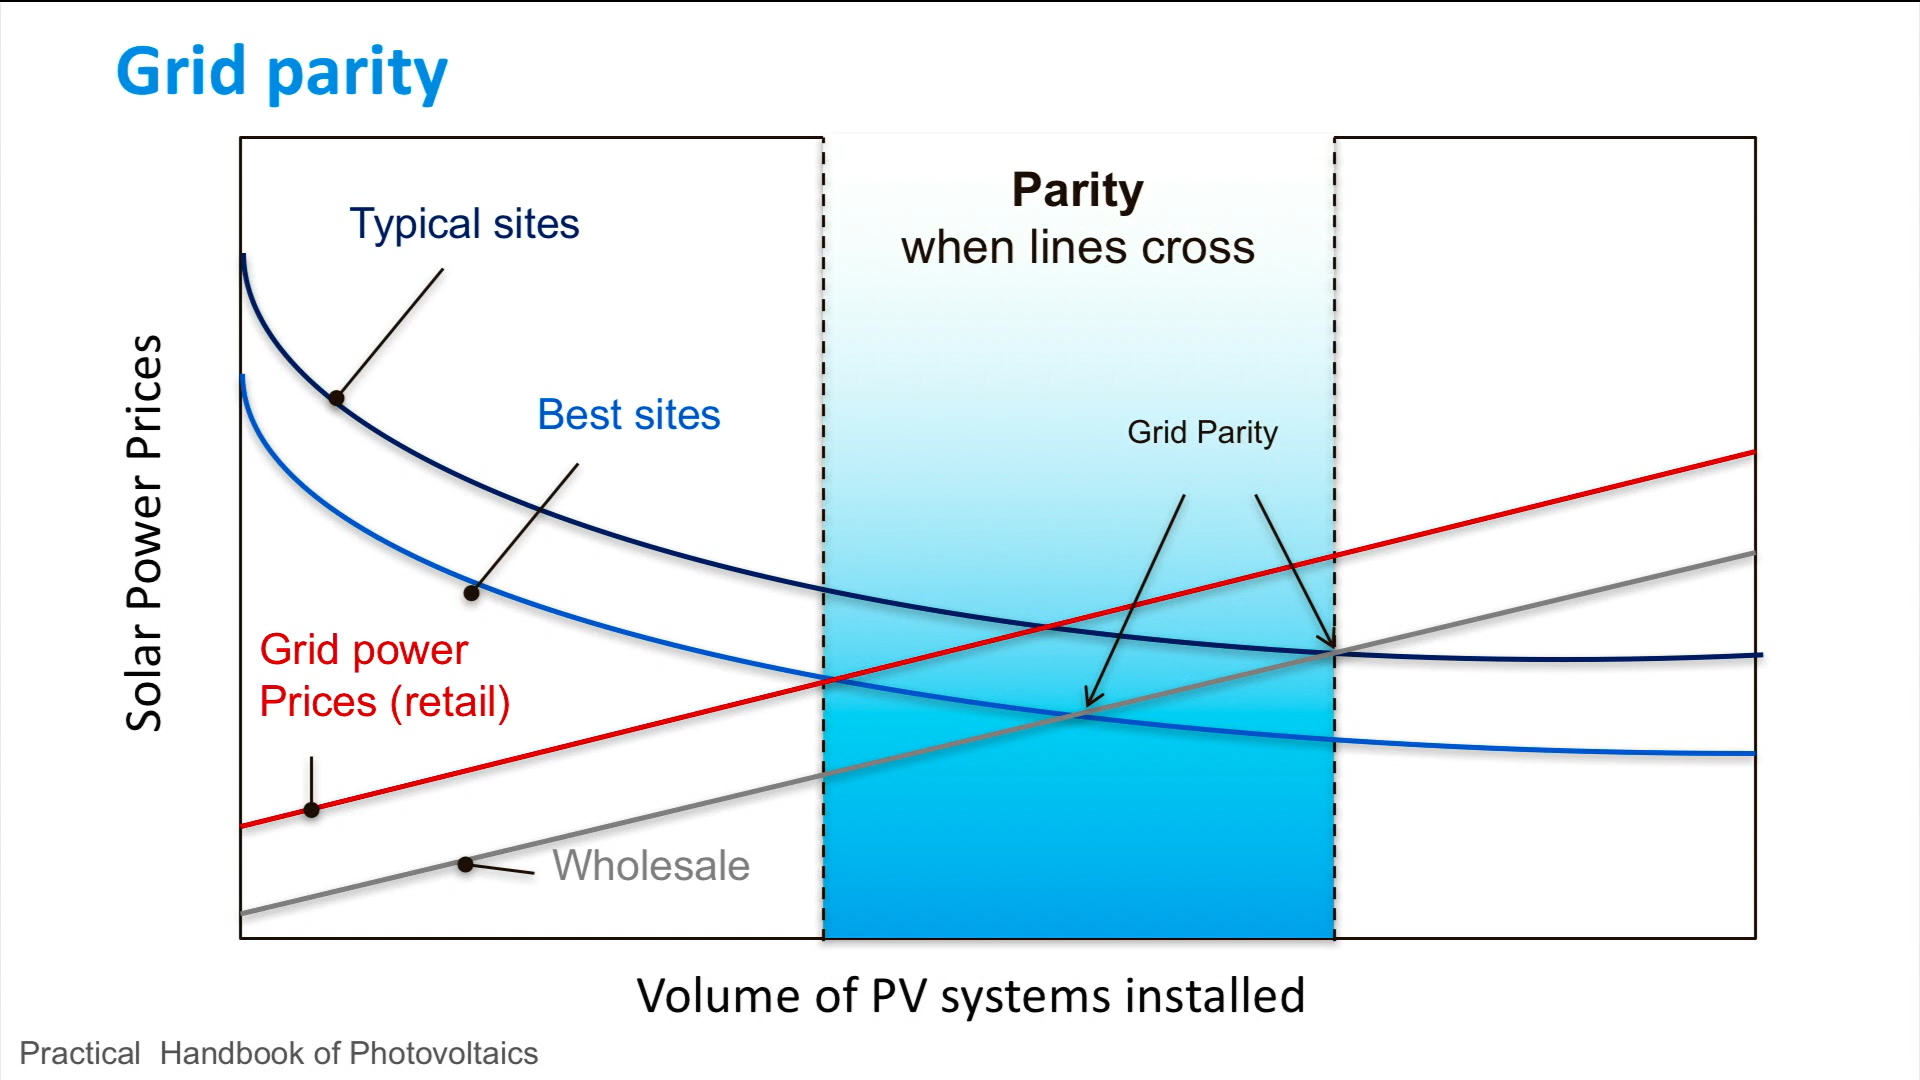 Grid parity
Typical sites
Best sites
Grid power
Prices (retail)
Wholesale
Parity
when lines cross
Grid Parity
Solar Power Prices
Volume of PV systems installed
Practical Handbook of Photovoltaics